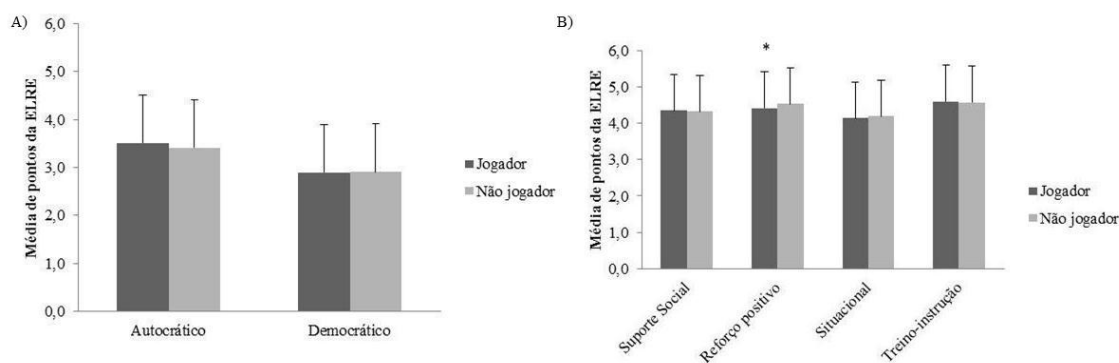 A)
Média de pontos da ELRE
6,0
5,0
4,0
3,0
2,0
1,0
0,0
Autocrático
Democrático
Jogador
Não jogador
B)
Média de pontos da ELRE
6,0
5,0
4,0
3,0
2,0
1,0
0,0
*
Suporte Social
Reforço positivo
Situacional
Treino-instrução
Jogador
Não jogador